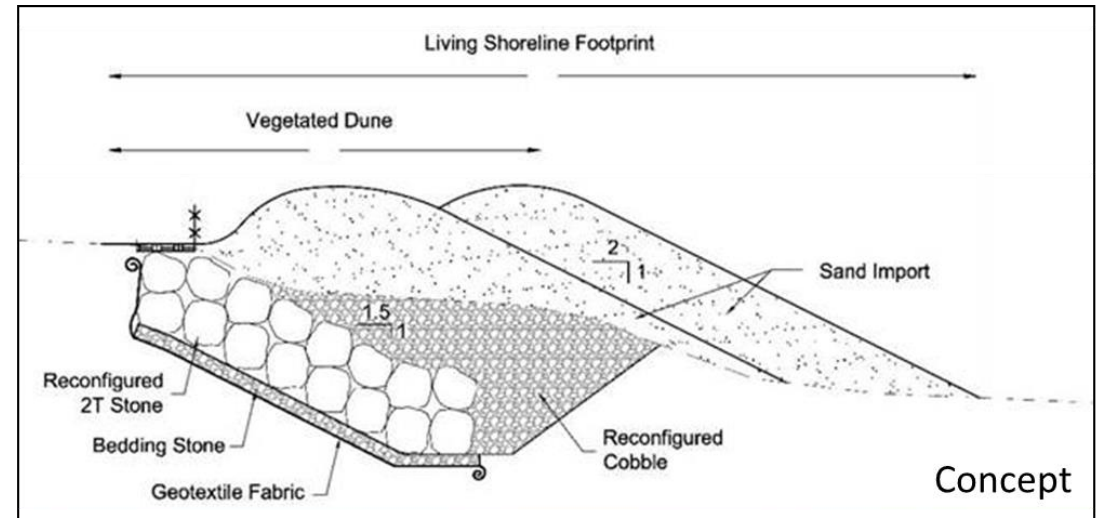 Living Shoreline Footprint
Vegetated Dune
2
1
Sand Import
1.5
1
Reconfigured
2T Stone
Bedding Stone
Geotextile Fabric
Reconfigured
Cobble
Concept